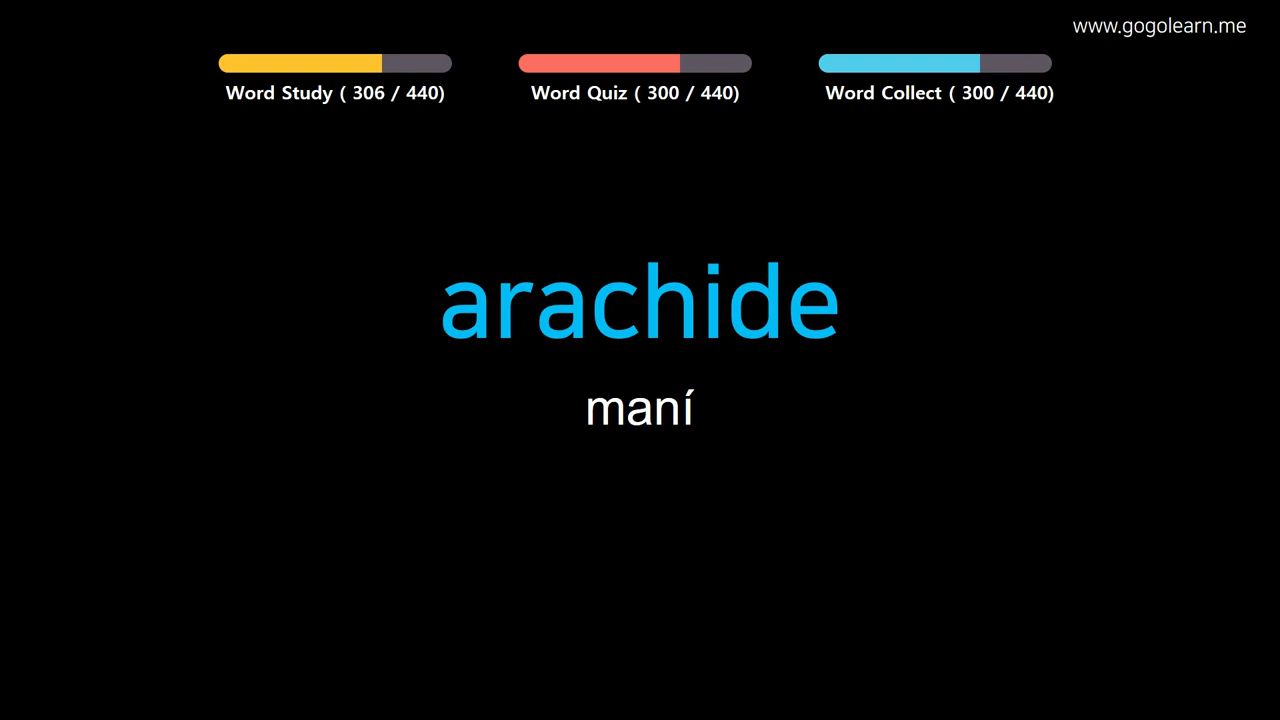 www.gogolearn.me
Word Study ( 306 / 440)
Word Quiz ( 300 / 440)
Word Collect ( 300 / 440)
arachide
maní